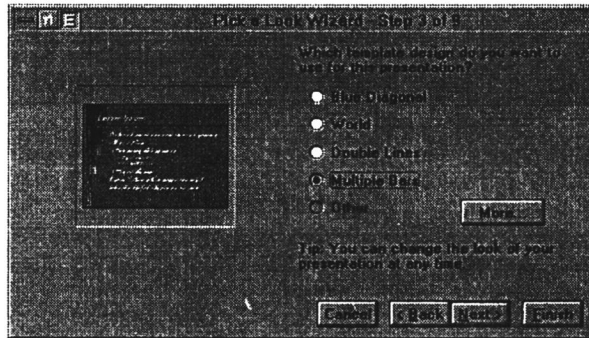 Pick a Look Wizard - Step 3 of 9
Which template design do you want to
use for this presentation?
Blue Diagonal
World
Double Lines
Multiple Bars
Other
More...
Tip: You can change the look of your
presentation at any time.
Cancel
< Back
Next >
Finish